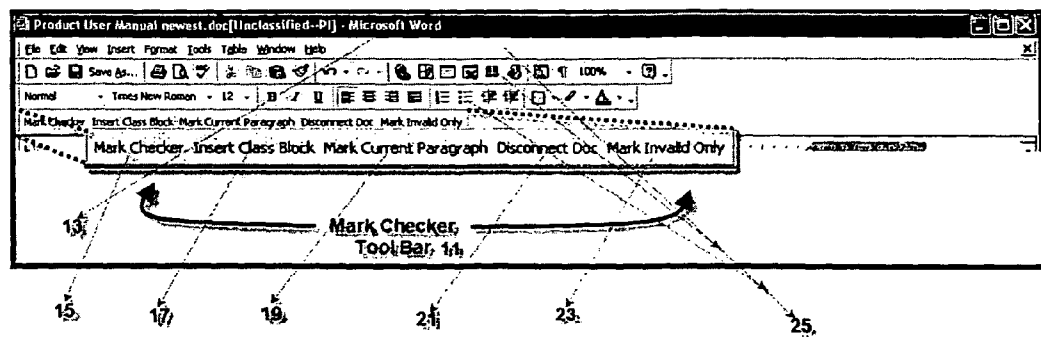 Product User Manual newest.doc[Unclassified--PI] - Microsoft Word
File Edit View Insert Format Tools Table Window Help
Save As... ¶ 100%
Normal Times New Roman 12 B I U A
Mark Checker Insert Class Block Mark Current Paragraph Disconnect Doc Mark Invalid Only
Mark Checker Insert Class Block Mark Current Paragraph Disconnect Doc Mark Invalid Only
13
Mark Checker
Tool Bar, 11
15 17 19 21 23 25